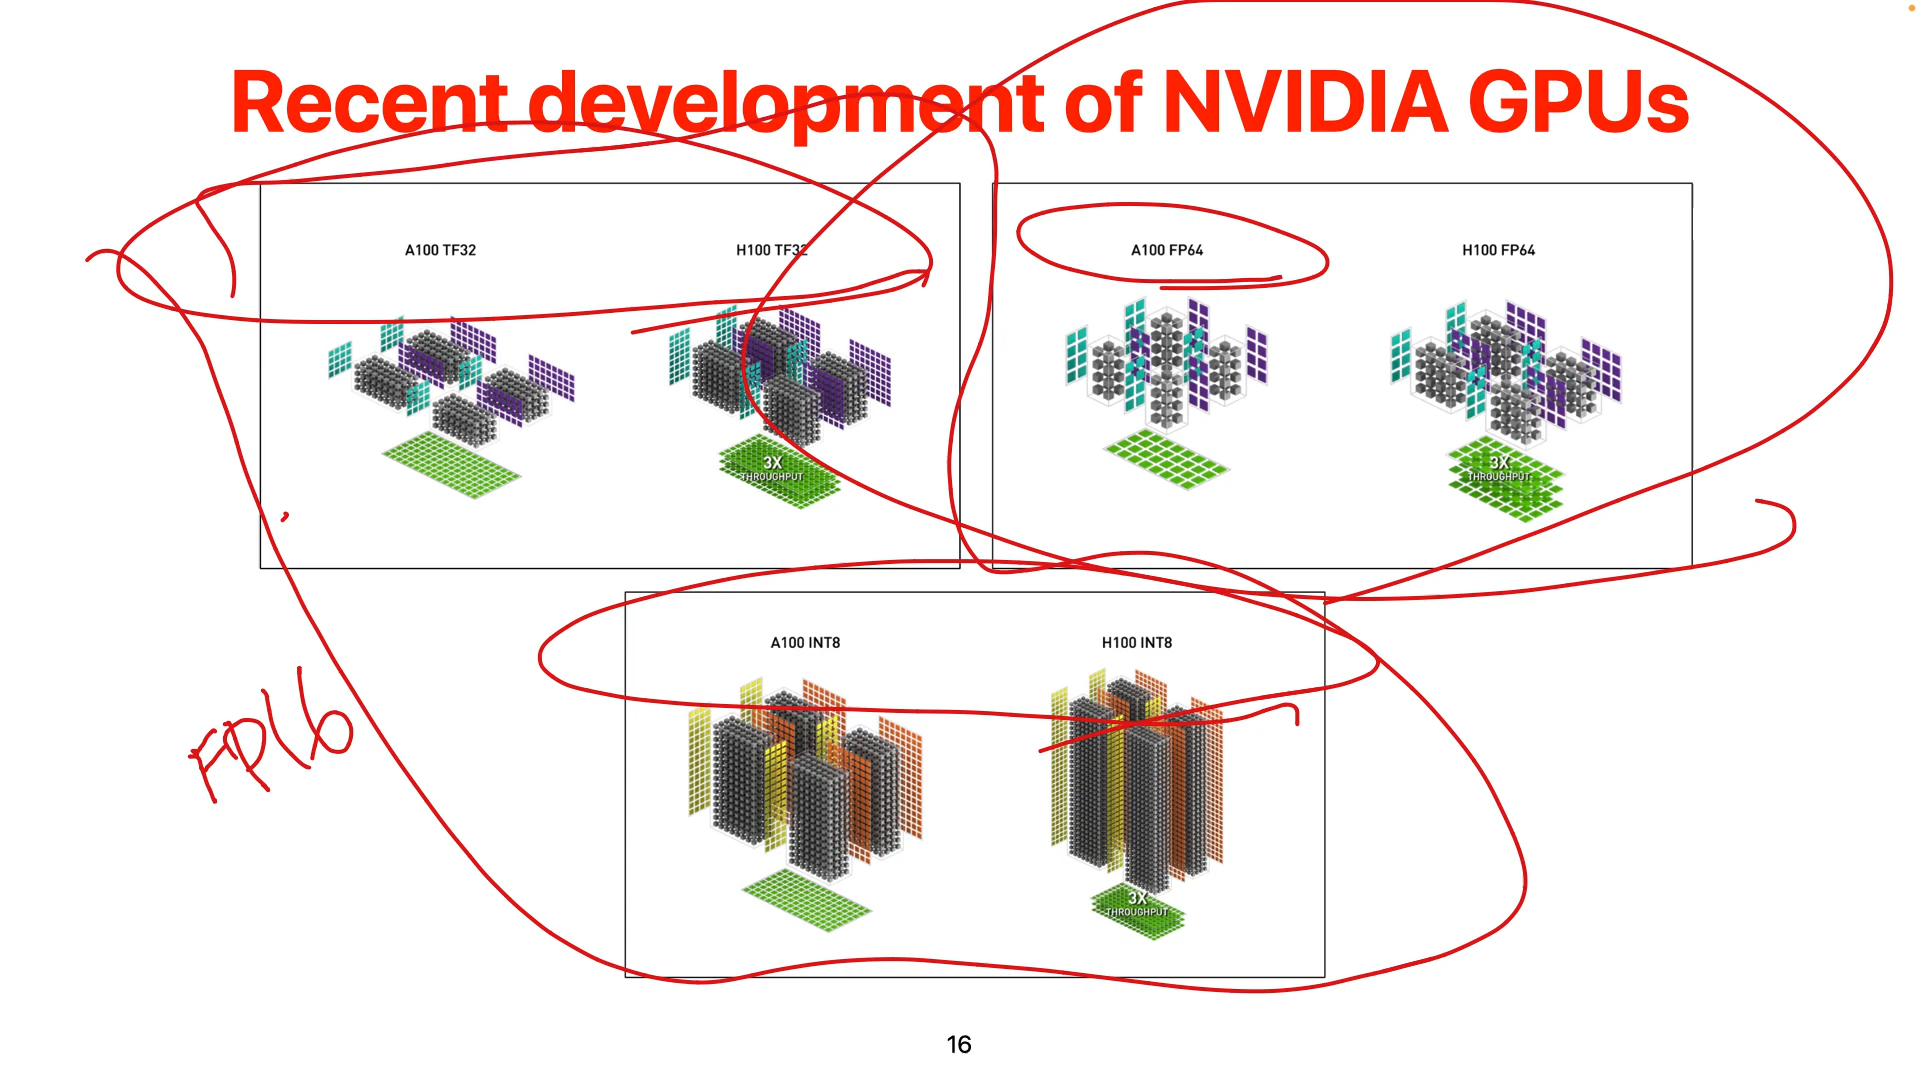 Recent development of NVIDIA GPUs
A100 TF32
H100 TF32
3X
THROUGHPUT
A100 FP64
H100 FP64
3X
THROUGHPUT
A100 INT8
H100 INT8
3X
THROUGHPUT
FP16
16